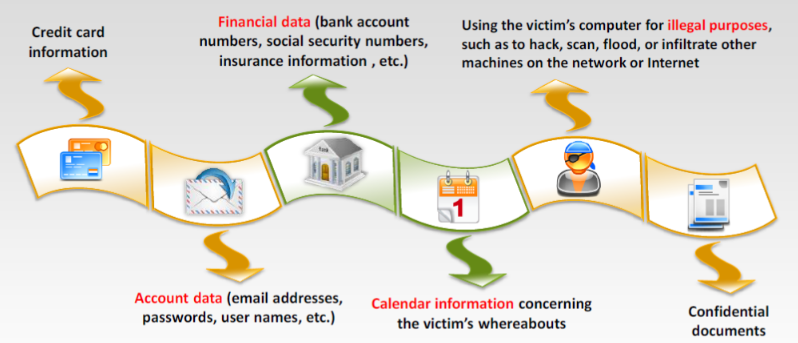 Credit card
information
Financial data (bank account
numbers, social security numbers,
insurance information , etc.)
Using the victim's computer for illegal purposes,
such as to hack, scan, flood, or infiltrate other
machines on the network or Internet
Bank
1
Account data (email addresses,
passwords, user names, etc.)
Calendar information concerning
the victim's whereabouts
Confidential
documents